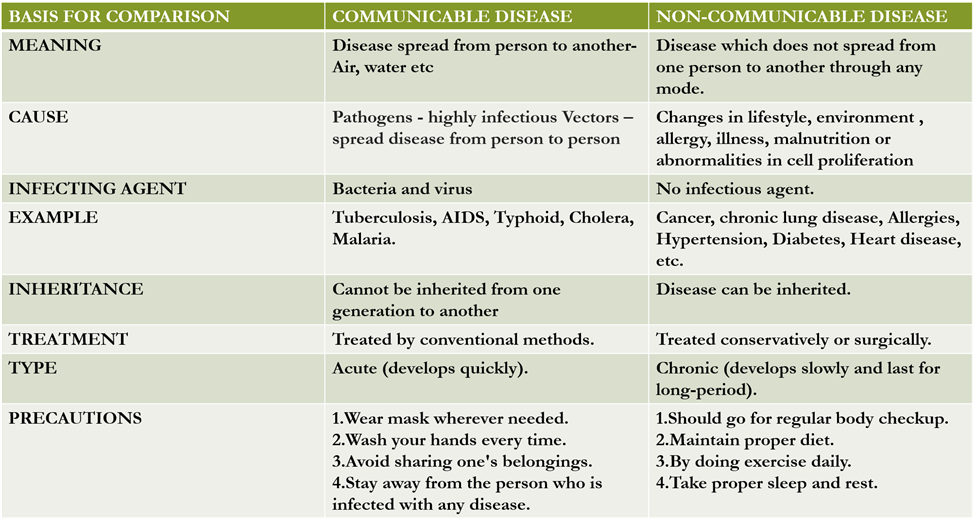 BASIS FOR COMPARISON COMMUNICABLE DISEASE NON-COMMUNICABLE DISEASE
MEANING
Disease spread from person to another-
Air, water etc
Disease which does not spread from
one person to another through any
mode.
CAUSE
Pathogens - highly infectious Vectors –
spread disease from person to person
Changes in lifestyle, environment ,
allergy, illness, malnutrition or
abnormalities in cell proliferation
INFECTING AGENT
Bacteria and virus
No infectious agent.
EXAMPLE
Tuberculosis, AIDS, Typhoid, Cholera,
Malaria.
Cancer, chronic lung disease, Allergies,
Hypertension, Diabetes, Heart disease,
etc.
INHERITANCE
Cannot be inherited from one
generation to another
Disease can be inherited.
TREATMENT
Treated by conventional methods.
Treated conservatively or surgically.
TYPE
Acute (develops quickly).
Chronic (develops slowly and last for
long-period).
PRECAUTIONS
1.Wear mask wherever needed.
2.Wash your hands every time.
3.Avoid sharing one's belongings.
4.Stay away from the person who is
infected with any disease.
1.Should go for regular body checkup.
2.Maintain proper diet.
3.By doing exercise daily.
4.Take proper sleep and rest.